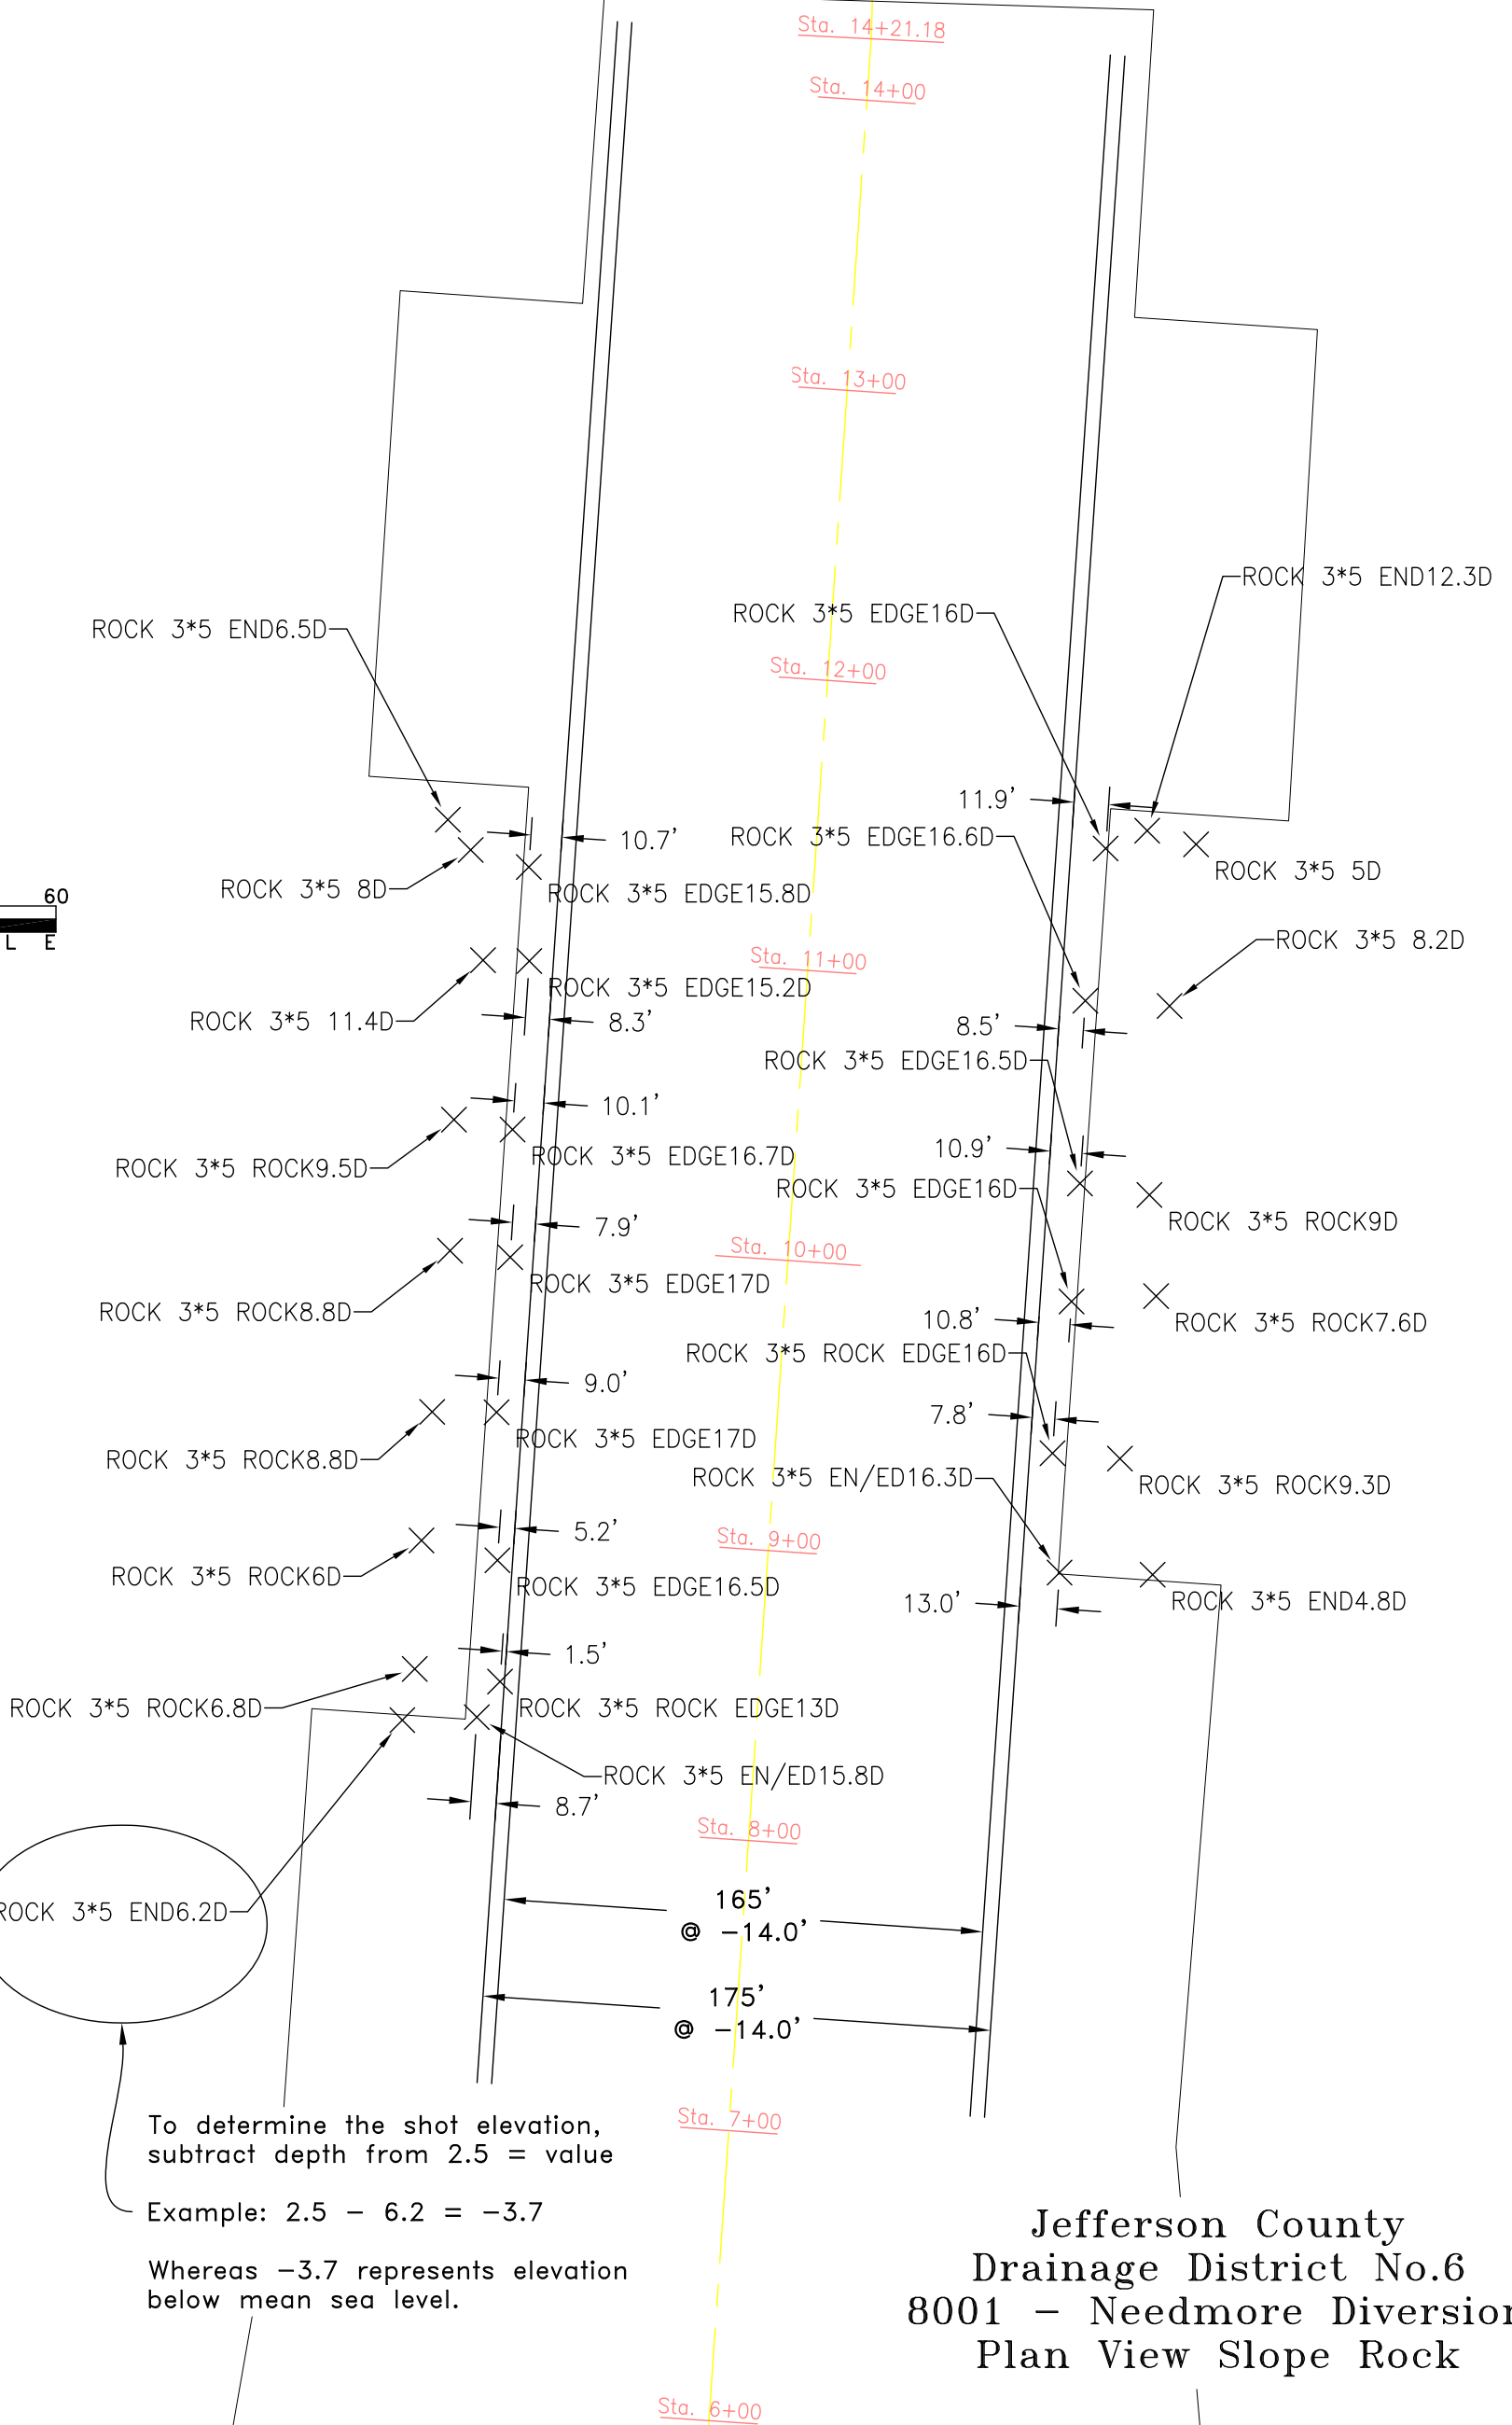 Sta. 14+21.18
Sta. 14+00
Sta. 13+00
ROCK 3*5 END12.3D
ROCK 3*5 EDGE16D
ROCK 3*5 END6.5D
Sta. 12+00
11.9'
10.7'
ROCK 3*5 EDGE16.6D
ROCK 3*5 5D
ROCK 3*5 8D
ROCK 3*5 EDGE15.8D
60
L E
ROCK 3*5 8.2D
Sta. 11+00
ROCK 3*5 EDGE15.2D
ROCK 3*5 11.4D
8.3'
8.5'
ROCK 3*5 EDGE16.5D
10.1'
10.9'
ROCK 3*5 EDGE16.7D
ROCK 3*5 ROCK9.5D
ROCK 3*5 EDGE16D
ROCK 3*5 ROCK9D
7.9'
Sta. 10+00
ROCK 3*5 EDGE17D
ROCK 3*5 ROCK8.8D
10.8'
ROCK 3*5 ROCK7.6D
ROCK 3*5 ROCK EDGE16D
9.0'
7.8'
ROCK 3*5 EDGE17D
ROCK 3*5 ROCK8.8D
ROCK 3*5 EN/ED16.3D
ROCK 3*5 ROCK9.3D
5.2'
Sta. 9+00
ROCK 3*5 ROCK6D
ROCK 3*5 EDGE16.5D
13.0'
ROCK 3*5 END4.8D
1.5'
ROCK 3*5 ROCK6.8D
ROCK 3*5 ROCK EDGE13D
ROCK 3*5 EN/ED15.8D
8.7'
Sta. 8+00
165'
@ -14.0'
ROCK 3*5 END6.2D
175'
@ -14.0'
Sta. 7+00
To determine the shot elevation,
subtract depth from 2.5 = value
Example: 2.5 - 6.2 = -3.7
Whereas -3.7 represents elevation
below mean sea level.
Jefferson County
Drainage District No.6
8001 - Needmore Diversion
Plan View Slope Rock
Sta. 6+00